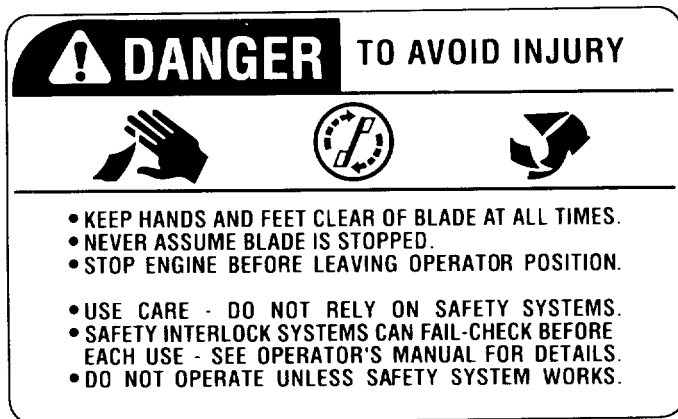 DANGER TO AVOID INJURY
• KEEP HANDS AND FEET CLEAR OF BLADE AT ALL TIMES.
• NEVER ASSUME BLADE IS STOPPED.
• STOP ENGINE BEFORE LEAVING OPERATOR POSITION.
• USE CARE - DO NOT RELY ON SAFETY SYSTEMS.
• SAFETY INTERLOCK SYSTEMS CAN FAIL-CHECK BEFORE
EACH USE - SEE OPERATOR'S MANUAL FOR DETAILS.
• DO NOT OPERATE UNLESS SAFETY SYSTEM WORKS.